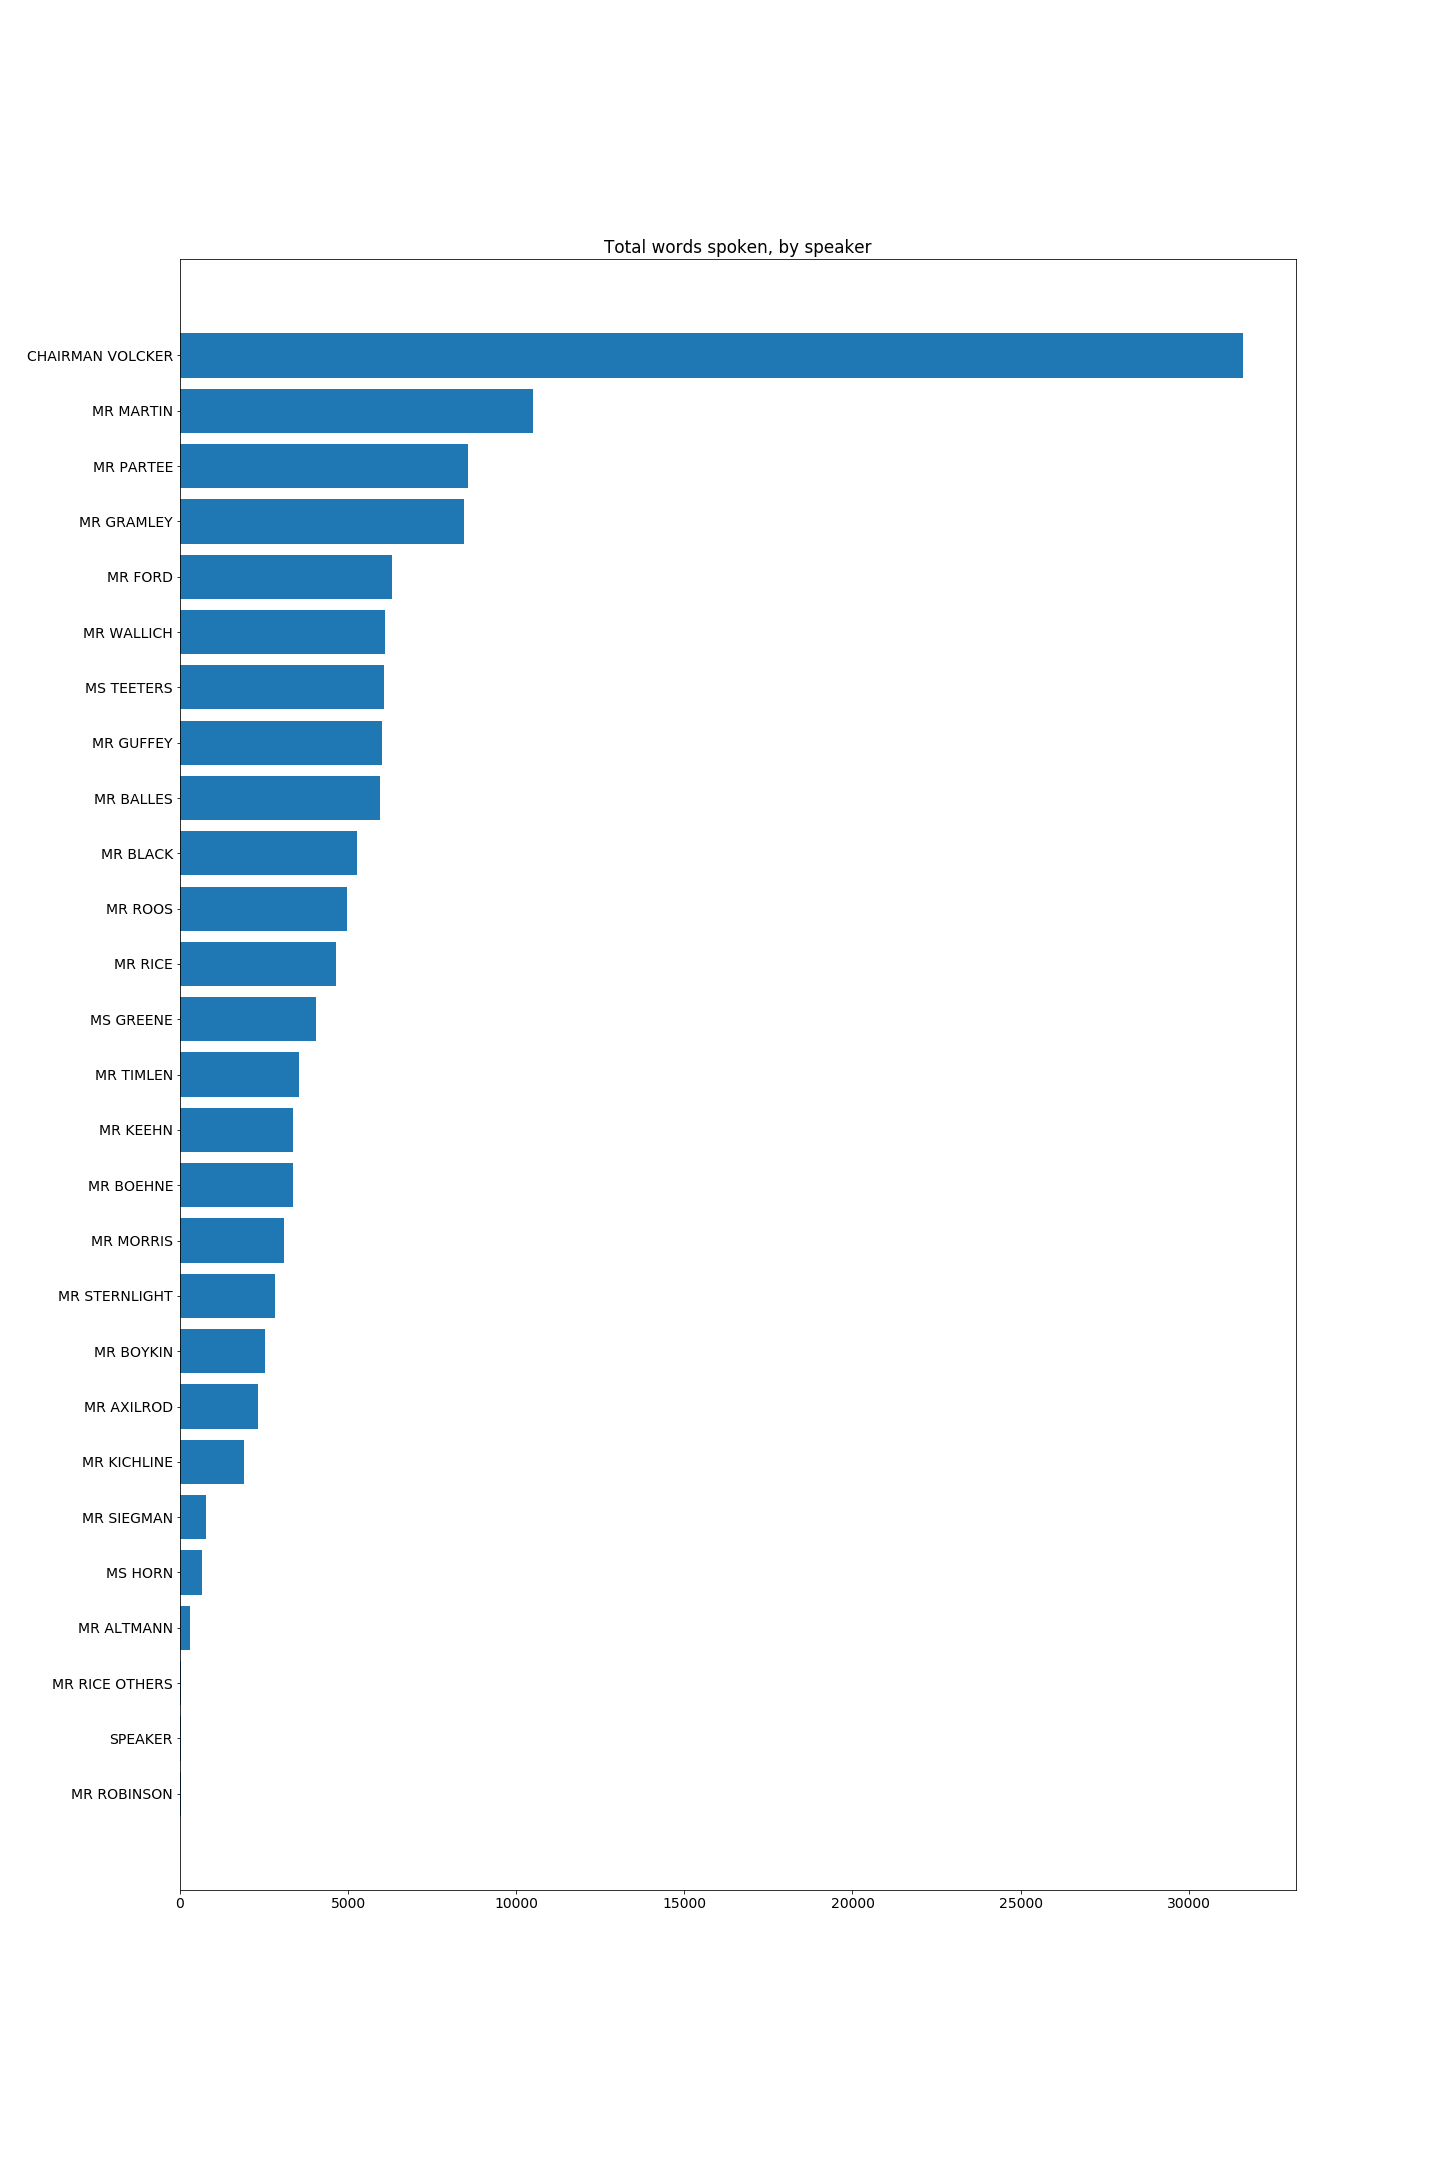 Total words spoken, by speaker
CHAIRMAN VOLCKER
MR MARTIN
MR PARTEE
MR GRAMLEY
MR FORD
MR WALLICH
MS TEETERS
MR GUFFEY
MR BALLES
MR BLACK
MR ROOS
MR RICE
MS GREENE
MR TIMLEN
MR KEEHN
MR BOEHNE
MR MORRIS
MR STERNLIGHT
MR BOYKIN
MR AXILROD
MR KICHLINE
MR SIEGMAN
MS HORN
MR ALTMANN
MR RICE OTHERS
SPEAKER
MR ROBINSON
0 5000 10000 15000 20000 25000 30000